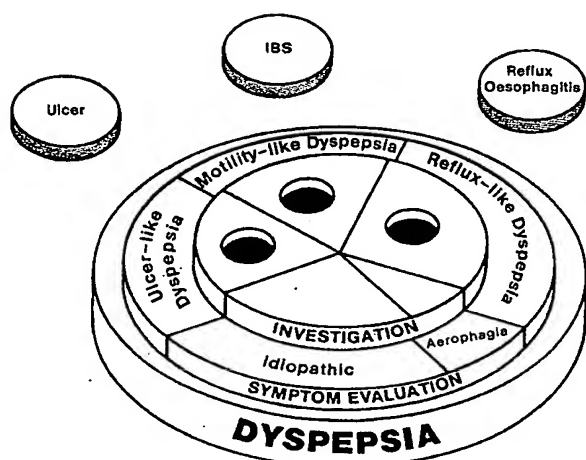 IBS
Ulcer
Reflux
Oesophagitis
Motility-like Dyspepsia
Reflux-like Dyspepsia
Ulcer-like
Dyspepsia
INVESTIGATION
Aerophagia
Idiopathic
SYMPTOM EVALUATION
DYSPEPSIA